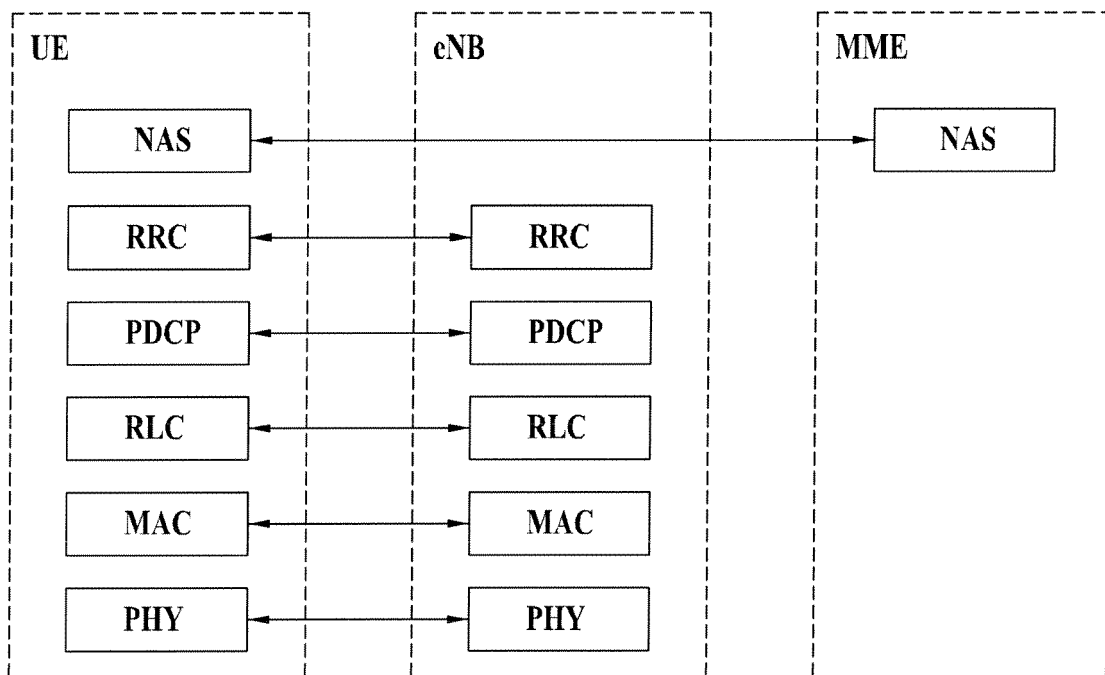 UE eNB MME
NAS NAS
RRC RRC
PDCP PDCP
RLC RLC
MAC MAC
PHY PHY